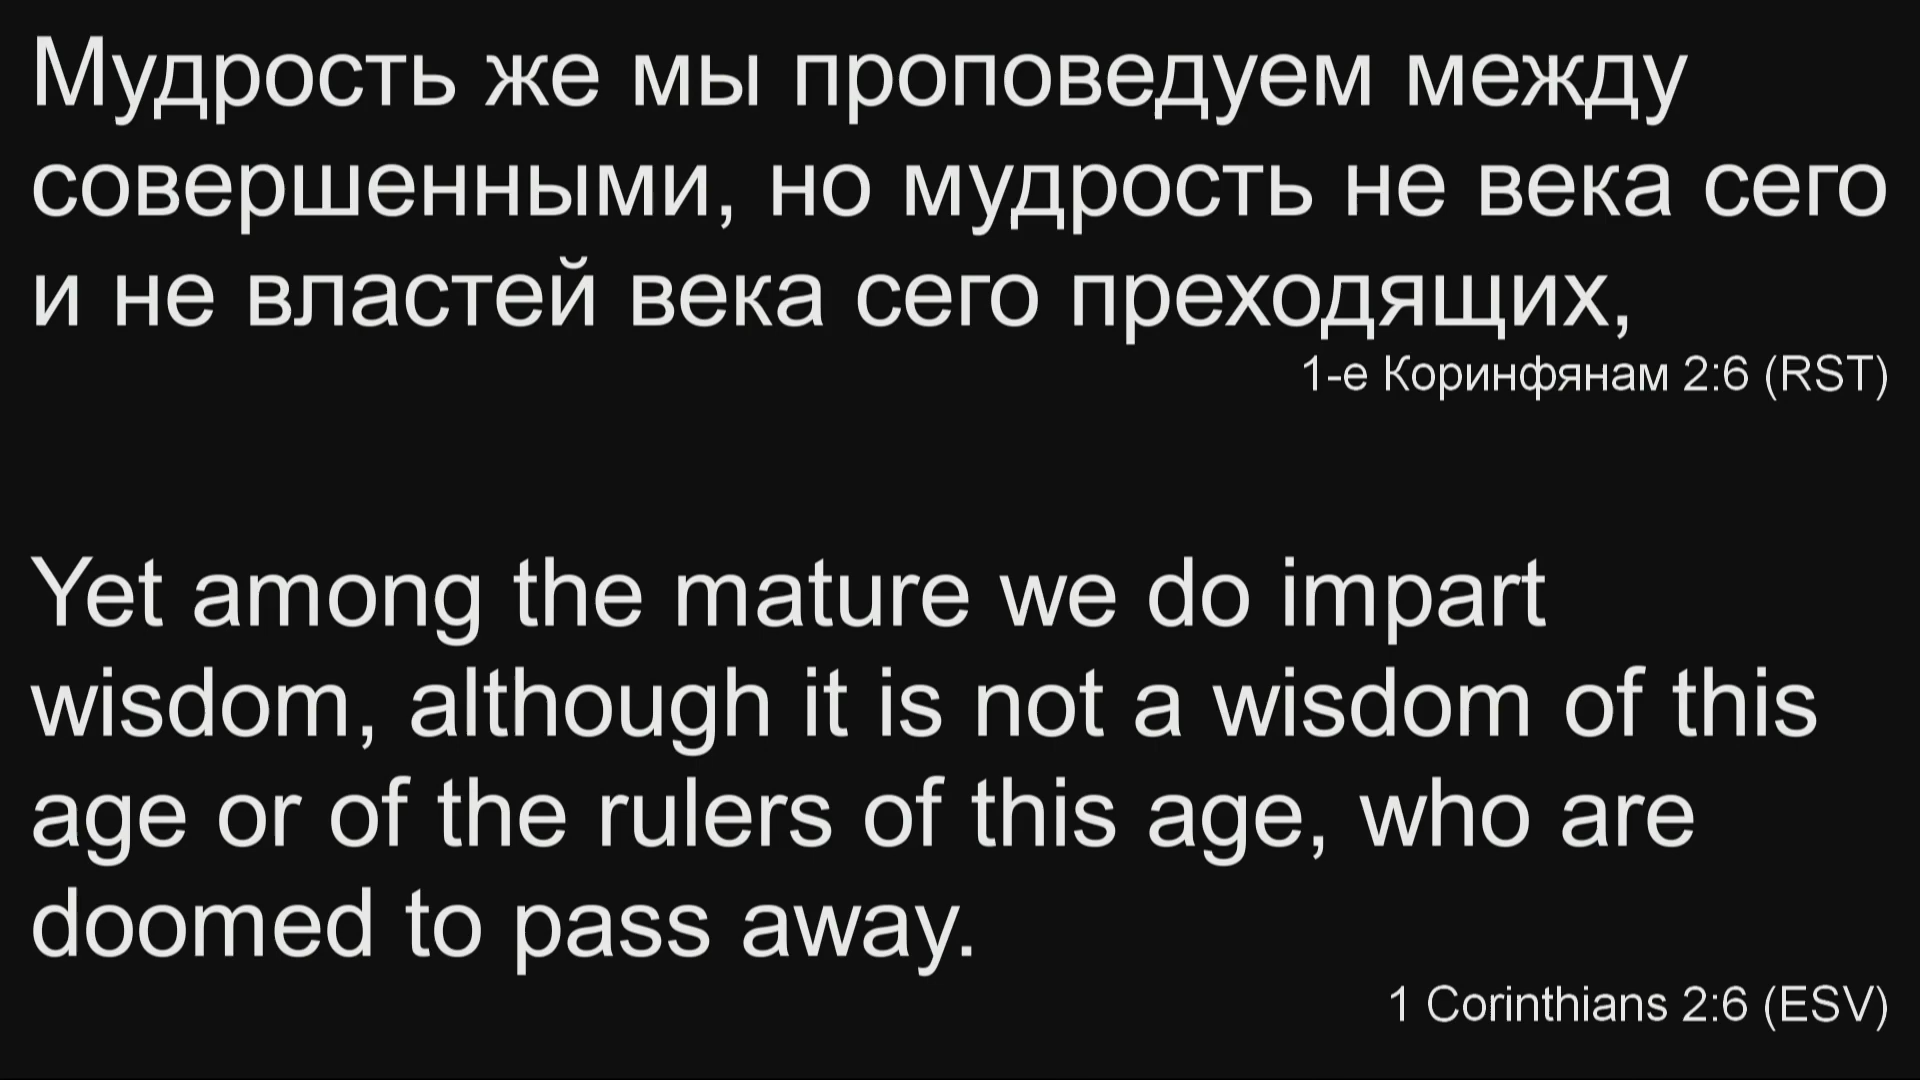 Мудрость же мы проповедуем между
совершенными, но мудрость не века сего
и не властей века сего преходящих,
1-е Коринфянам 2:6 (RST)
Yet among the mature we do impart
wisdom, although it is not a wisdom of this
age or of the rulers of this age, who are
doomed to pass away.
1 Corinthians 2:6 (ESV)